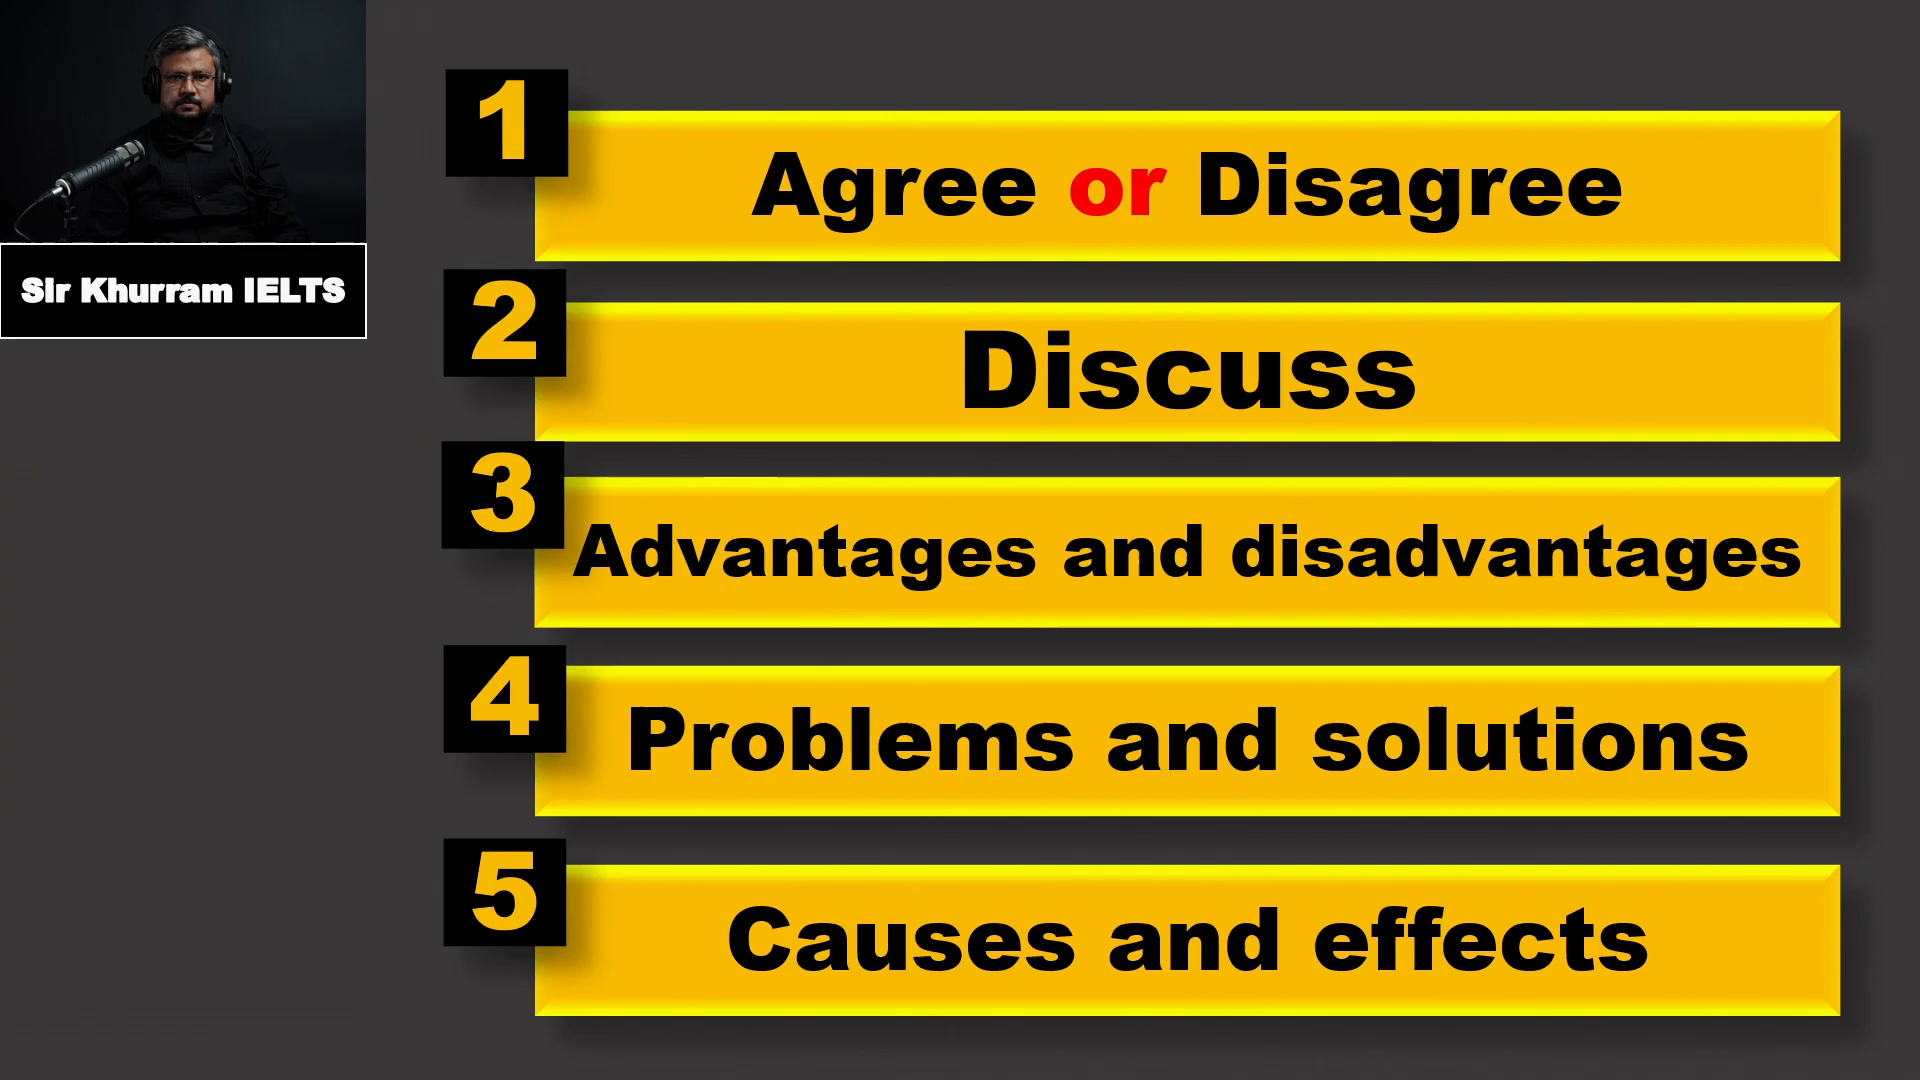 Sir Khurram IELTS
1
Agree or Disagree
2
Discuss
3
Advantages and disadvantages
4
Problems and solutions
5
Causes and effects